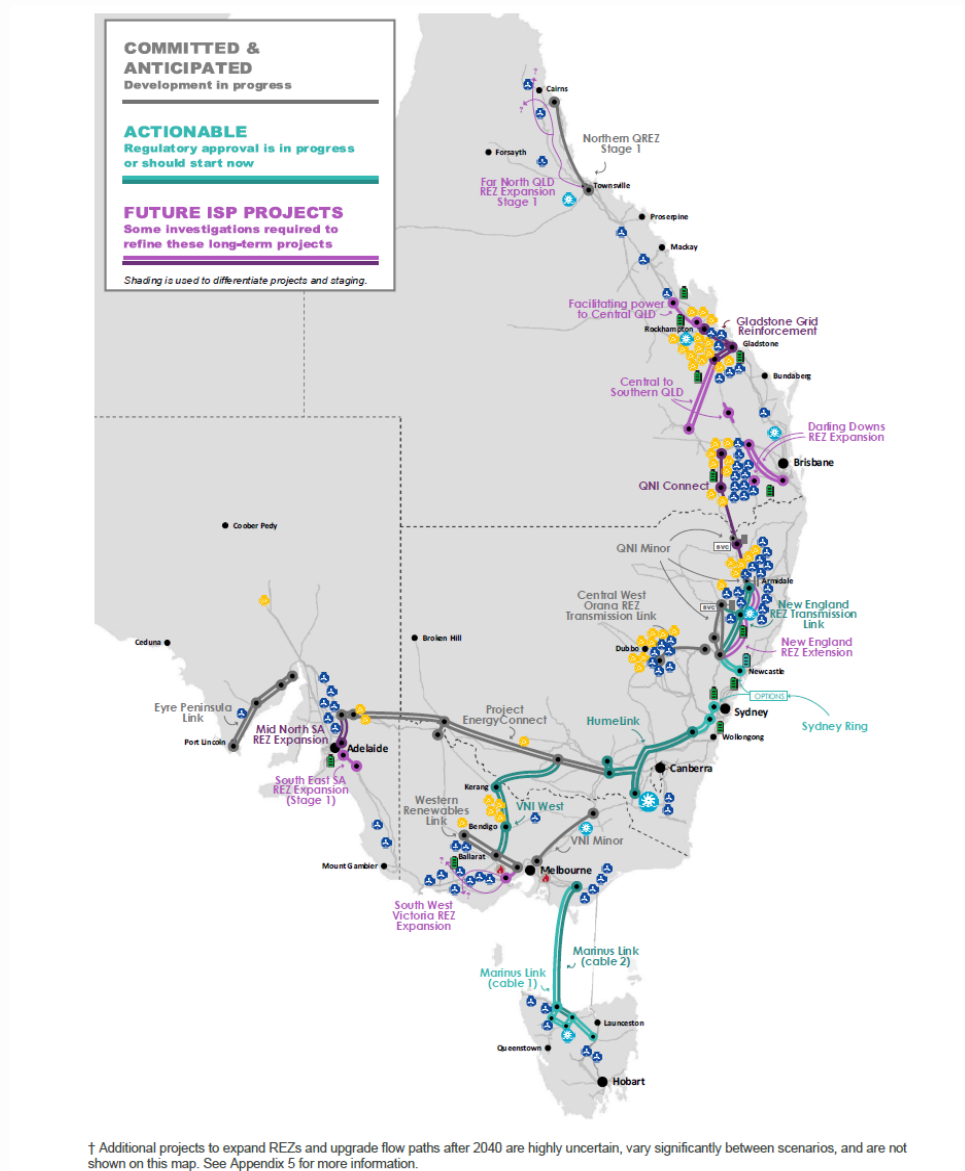 COMMITTED &
ANTICIPATED
Development in progress
ACTIONABLE
Regulatory approval is in progress
or should start now
FUTURE ISP PROJECTS
Some investigations required to
refine these long-term projects
Shading is used to differentiate projects and staging.
?
Cairns
?
Northern QREZ
Stage 1
Forsayth
Far North QLD
REZ Expansion
Stage 1
Townsville
Proserpine
Mackay
Facilitating power
to Central QLD
Rockhampton
Gladstone Grid
Reinforcement
Gladstone
Central to
Southern QLD
Bundaberg
Darling Downs
REZ Expansion
Brisbane
QNI Connect
Coober Pedy
QNI Minor
BVC
Armidale
Central West
Orana REZ
Transmission Link
BVC
New England
REZ Transmission
Link
New England
REZ Extension
Ceduna
Broken Hill
Dubbo
Newcastle
OPTIONS
Sydney
Sydney Ring
Wollongong
Eyre Peninsula
Link
Port Lincoln
Mid North SA
REZ Expansion
Adelaide
Project
EnergyConnect
HumeLink
Canberra
South East SA
REZ Expansion
(Stage 1)
Kerang
Western
Renewables
Link
VNI West
Bendigo
VNI Minor
Ballarat
Mount Gambier
?
Melbourne
?
South West
Victoria REZ
Expansion
Marinus Link
(cable 2)
Marinus Link
(cable 1)
Launceston
Queenstown
Hobart
† Additional projects to expand REZs and upgrade flow paths after 2040 are highly uncertain, vary significantly between scenarios, and are not
shown on this map. See Appendix 5 for more information.